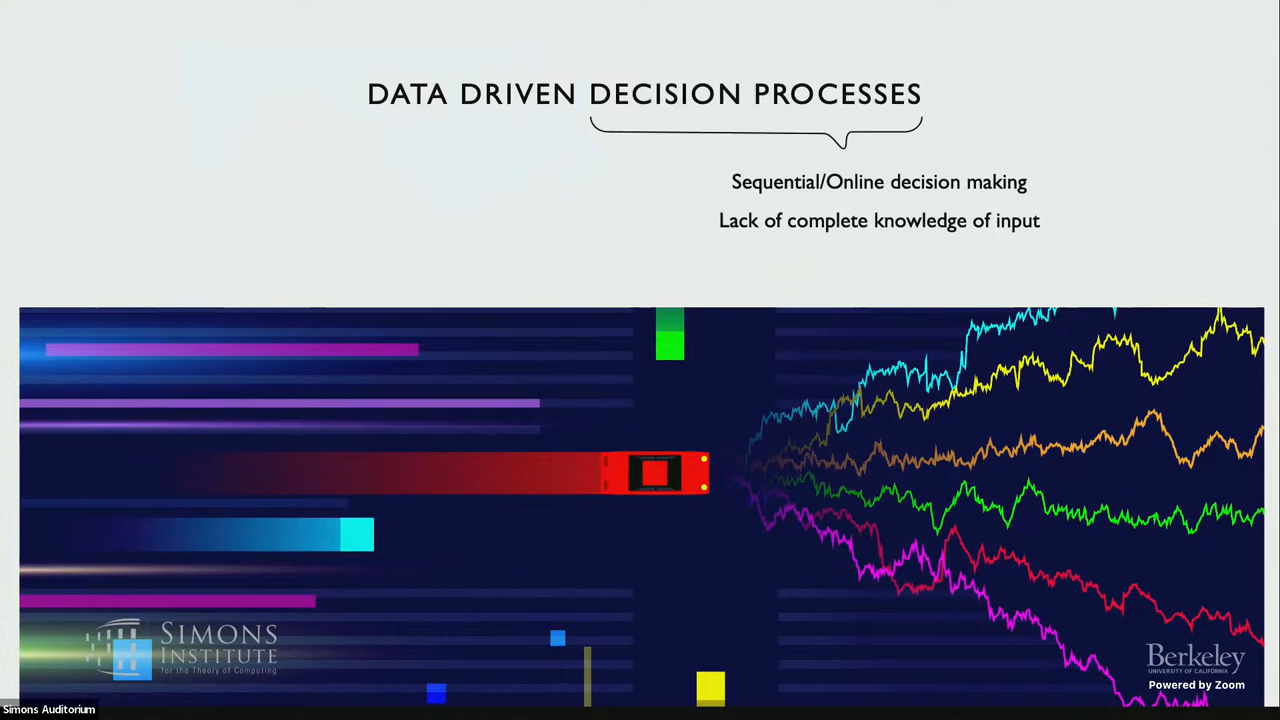 DATA DRIVEN DECISION PROCESSES
Sequential/Online decision making
Lack of complete knowledge of input
SIMONS
INSTITUTE
for the Theory of Computing
Berkeley
UNIVERSITY OF CALIFORNIA
Powered by Zoom
Simons Auditorium